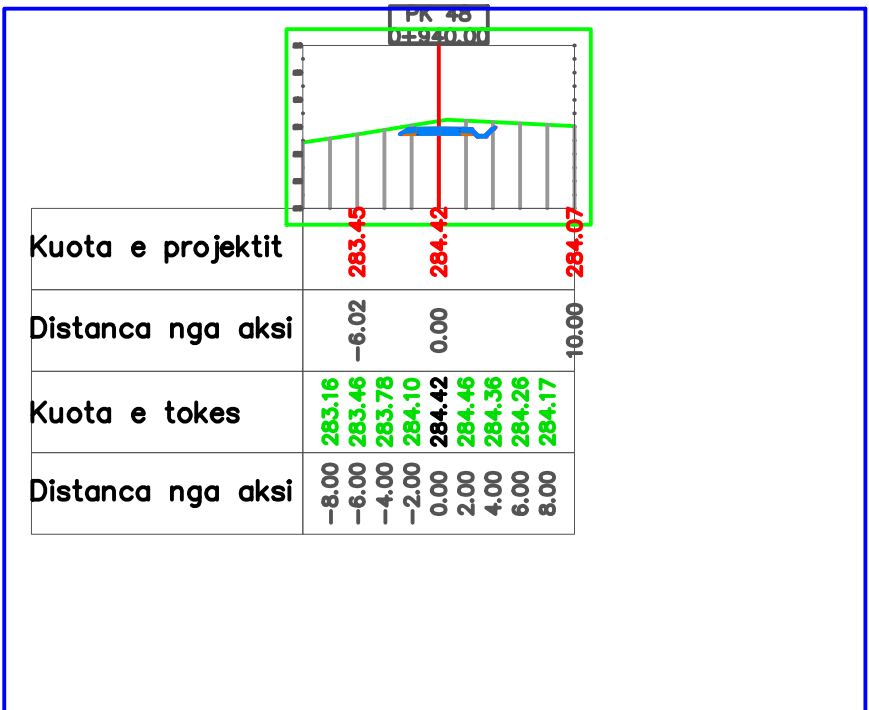 PK 48
0+940.00
Kuota e projektit 283.45 284.42 284.07
Distanca nga aksi -6.02 0.00 10.00
Kuota e tokes 283.16 283.46 283.78 284.10 284.42 284.46 284.36 284.26 284.17
Distanca nga aksi -8.00 -6.00 -4.00 -2.00 0.00 2.00 4.00 6.00 8.00